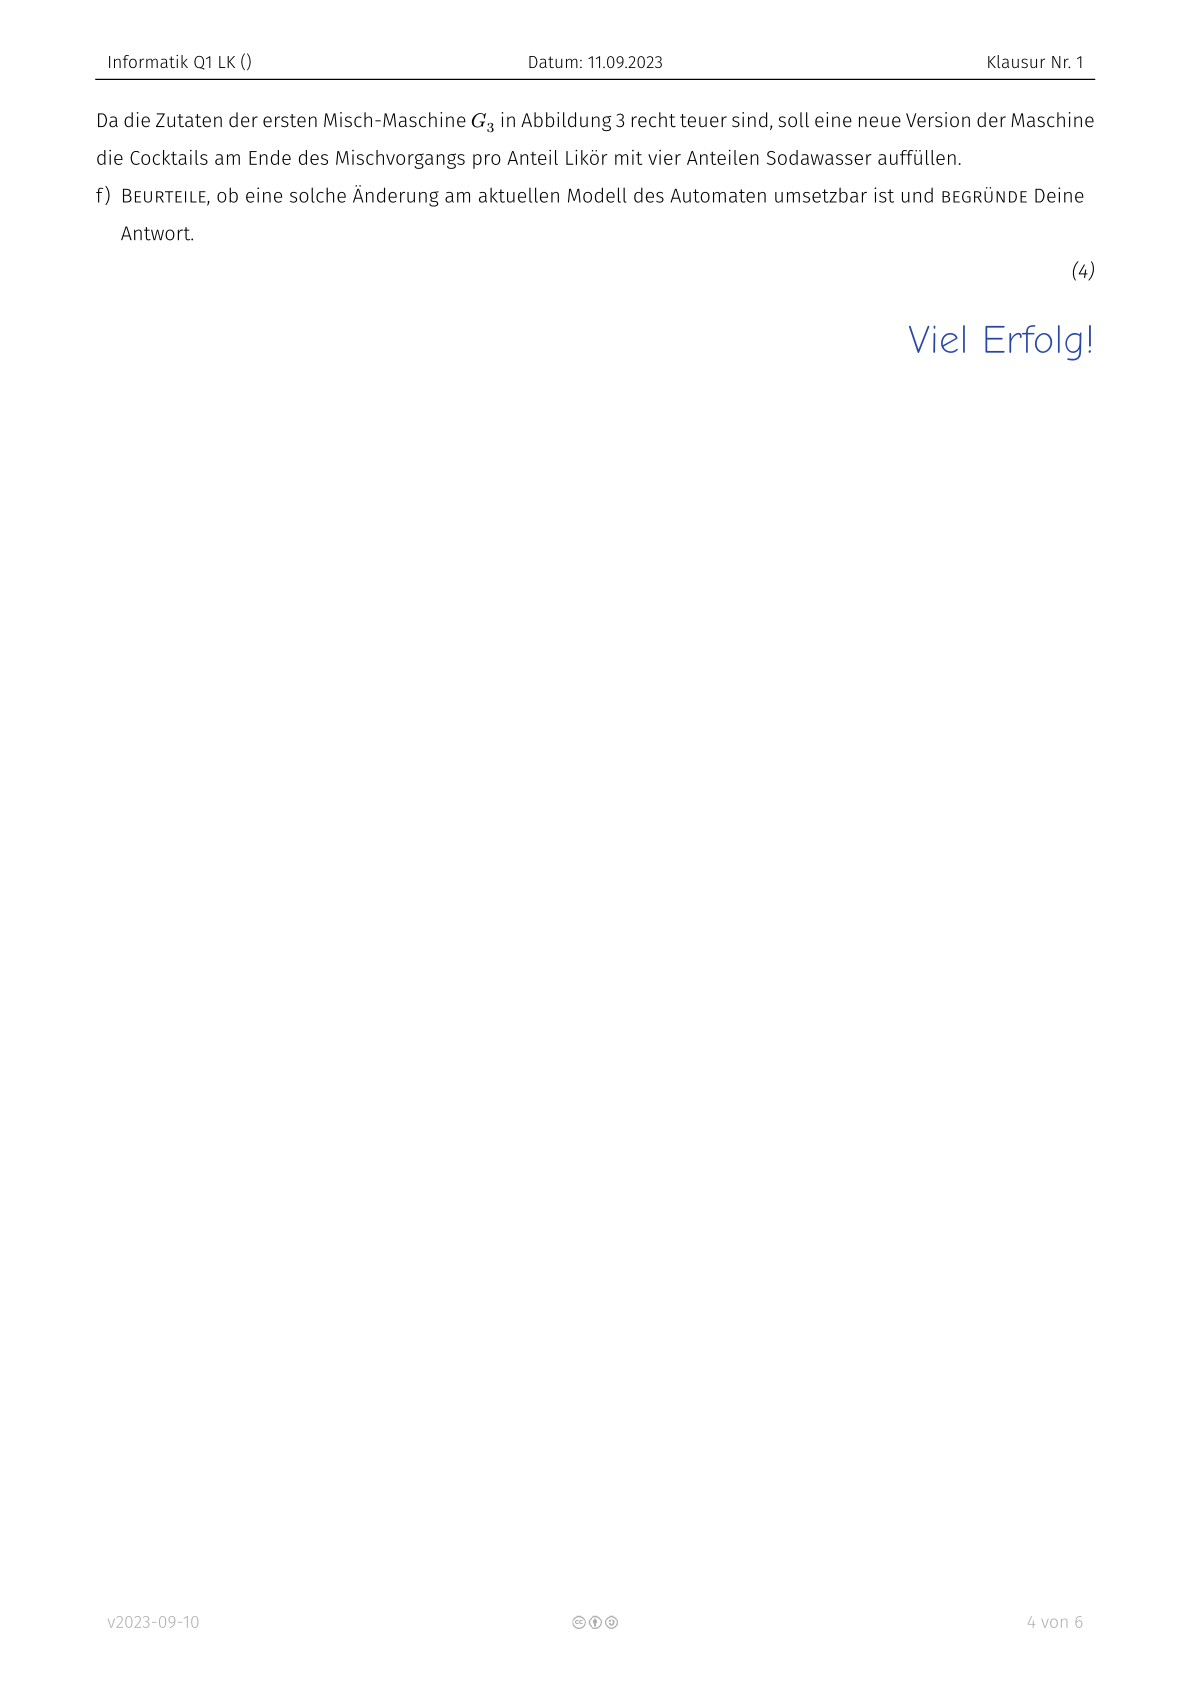 Informatik Q1 LK () Datum: 11.09.2023 Klausur Nr. 1
Da die Zutaten der ersten Misch-Maschine G₃ in Abbildung 3 recht teuer sind, soll eine neue Version der Maschine
die Cocktails am Ende des Mischvorgangs pro Anteil Likör mit vier Anteilen Sodawasser auffüllen.
f) BEURTEILE, ob eine solche Änderung am aktuellen Modell des Automaten umsetzbar ist und BEGRÜNDE Deine
Antwort.
(4)
Viel Erfolg!
v2023-09-10 4 von 6